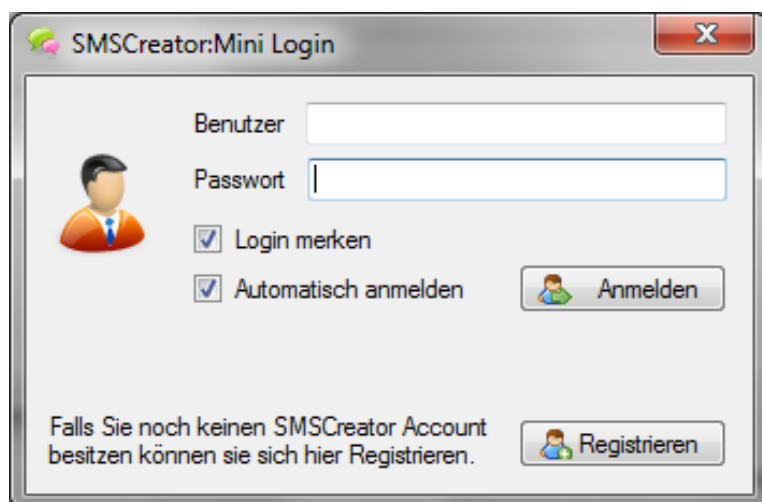 SMSCreator:Mini Login
Benutzer
Passwort
Login merken
Automatisch anmelden
Anmelden
Falls Sie noch keinen SMSCreator Account
besitzen können sie sich hier Registrieren.
Registrieren